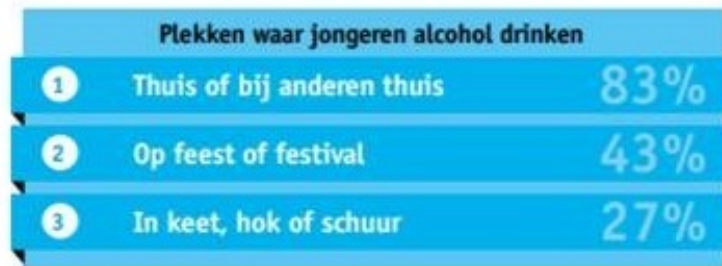 Plekken waar jongeren alcohol drinken
1 Thuis of bij anderen thuis 83%
2 Op feest of festival 43%
3 In keet, hok of schuur 27%